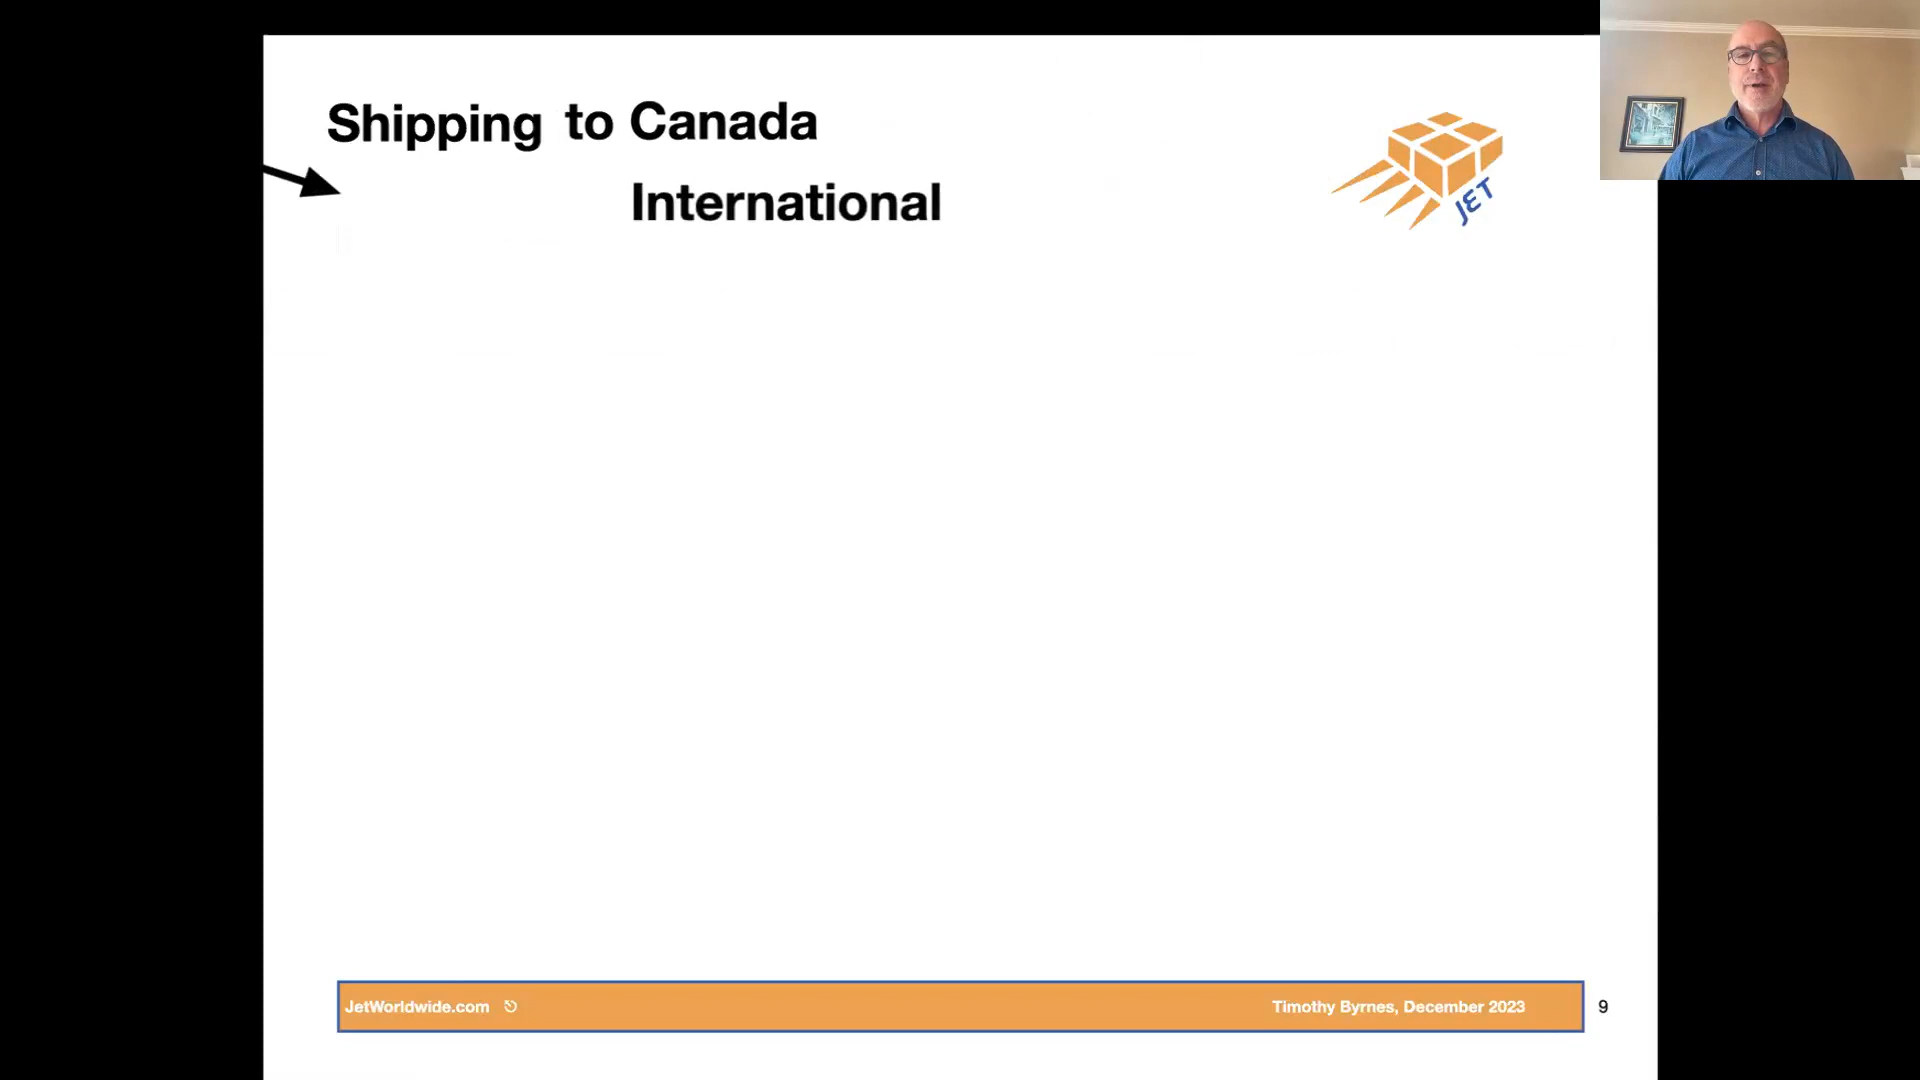 Shipping to Canada
International
JET
JetWorldwide.com
Timothy Byrnes, December 2023
9